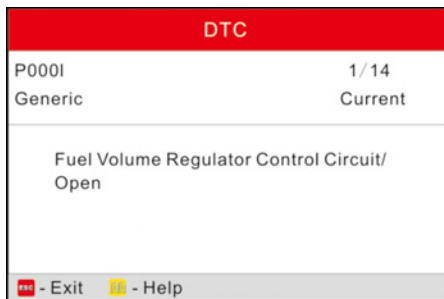 DTC
P000I 1/14
Generic Current
Fuel Volume Regulator Control Circuit/
Open
ESC - Exit - Help